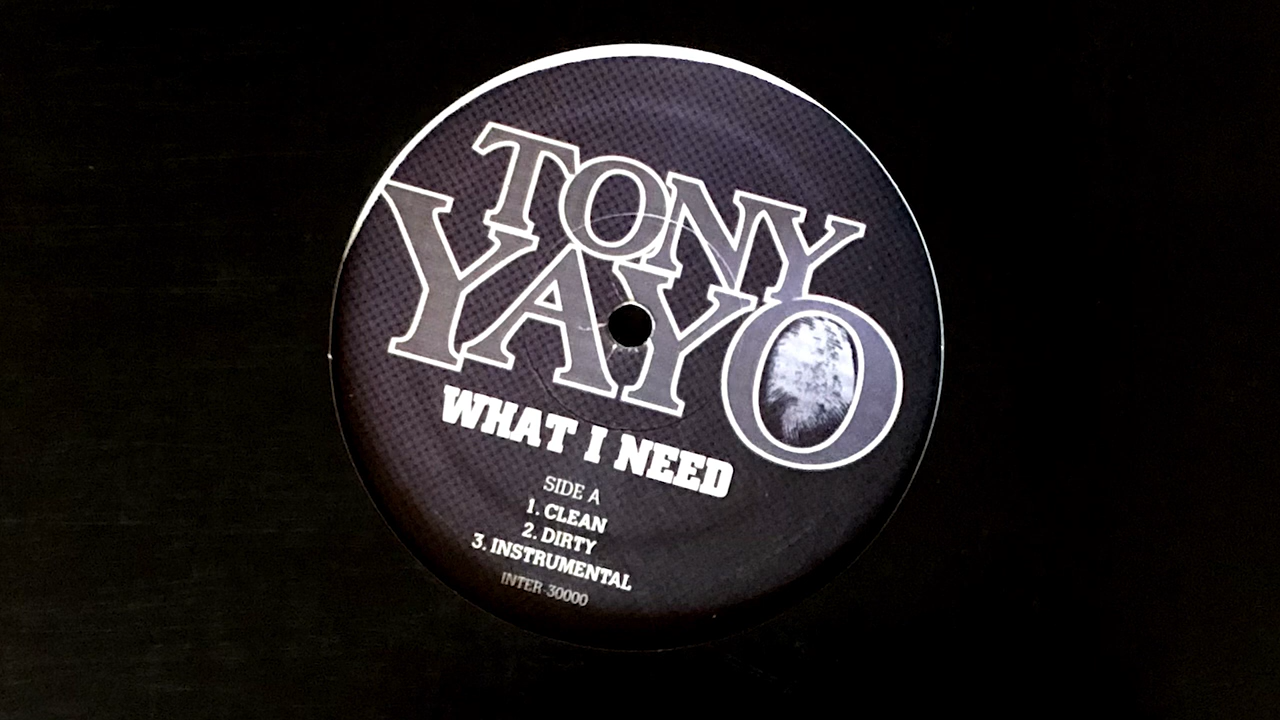 TONY
YAYO
WHAT I NEED
SIDE A
1. CLEAN
2. DIRTY
3. INSTRUMENTAL
INTER-30000